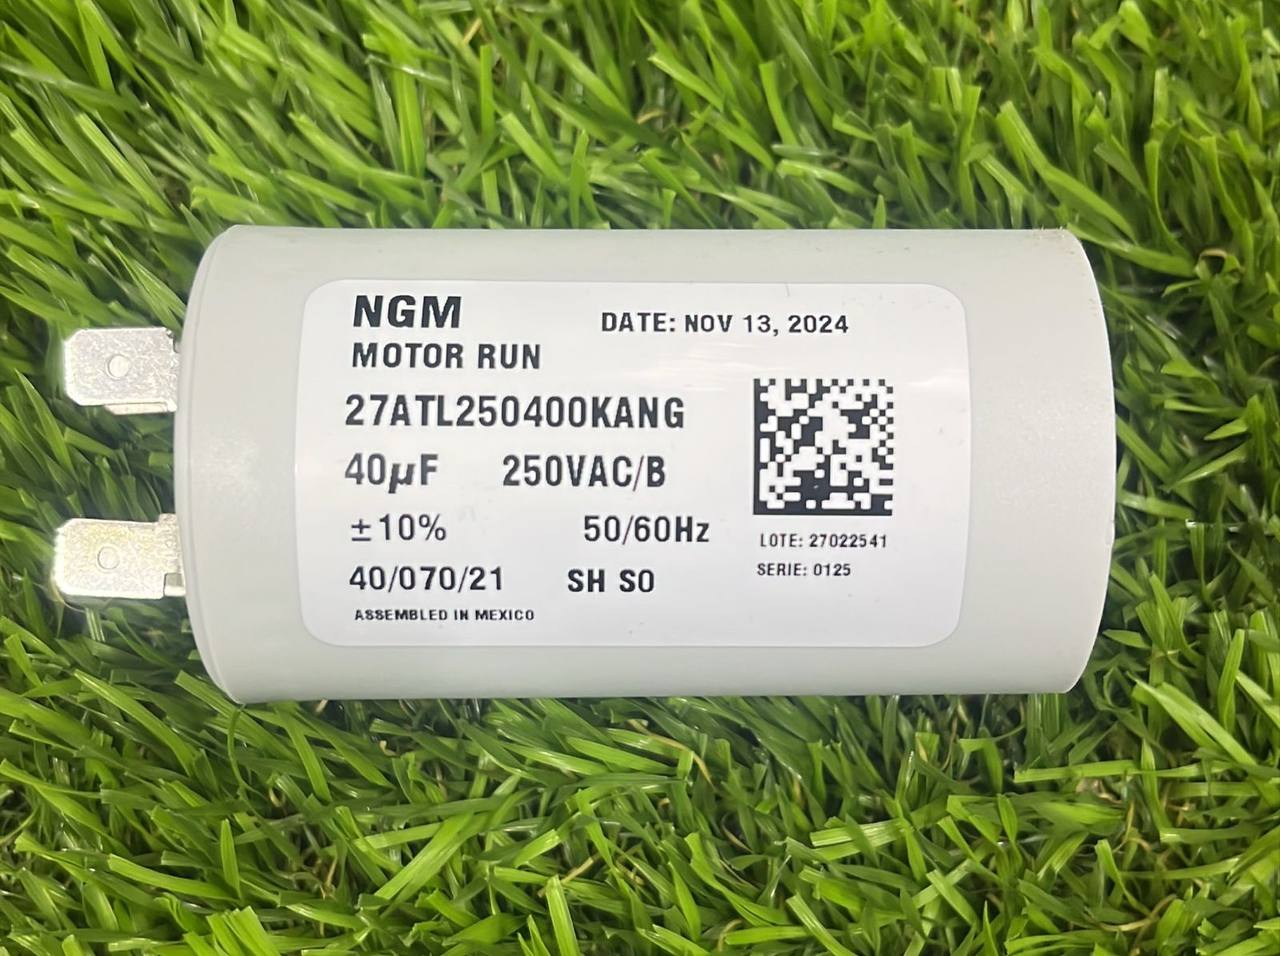 NGM
DATE: NOV 13, 2024
MOTOR RUN
27ATL250400KANG
40µF 250VAC/B
±10% 50/60Hz
LOTE: 27022541
SERIE: 0125
40/070/21 SH SO
ASSEMBLED IN MEXICO